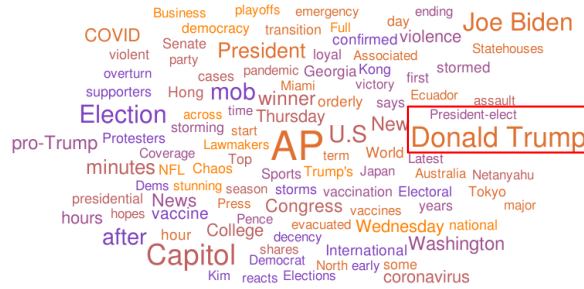 Business playoffs emergency ending
COVID democracy transition Full day Joe Biden
violent Senate President confirmed violence Statehouses
party loyal Associated
overturn cases pandemic Georgia Kong first stormed
supporters Hong mob Miami victory says Ecuador assault
Election across time winner orderly President-elect
storming start Thursday U.S New Donald Trump
pro-Trump Protesters Lawmakers AP
Coverage Top term World Latest
minutes NFL Chaos Sports Trump's Japan Australia Netanyahu
Dems stunning season storms vaccination Electoral Tokyo
presidential News Press Congress vaccines years major
hours hopes vaccine Pence evacuated Wednesday national
after hour College decency International Washington
Capitol shares Democrat North early some
Kim reacts Elections coronavirus